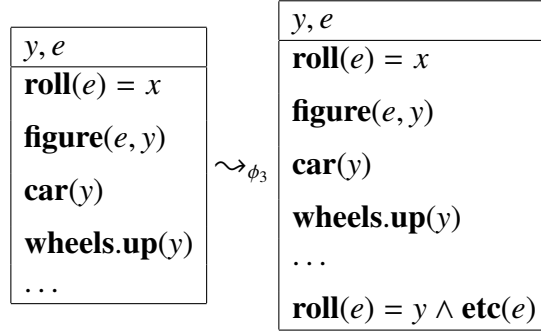 y, e
roll(e) = x
figure(e, y)
car(y)
wheels.up(y)
...
⇝ϕ3
y, e
roll(e) = x
figure(e, y)
car(y)
wheels.up(y)
...
roll(e) = y ∧ etc(e)